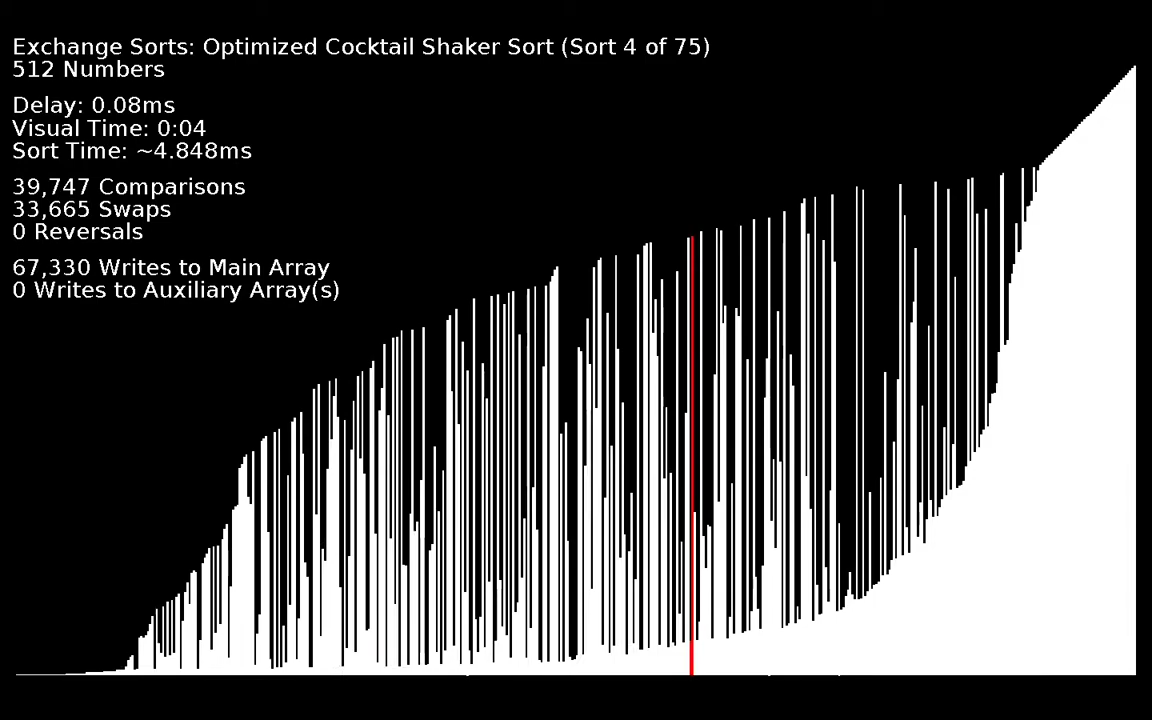 Exchange Sorts: Optimized Cocktail Shaker Sort (Sort 4 of 75)
512 Numbers
Delay: 0.08ms
Visual Time: 0:04
Sort Time: ~4.848ms
39,747 Comparisons
33,665 Swaps
0 Reversals
67,330 Writes to Main Array
0 Writes to Auxiliary Array(s)